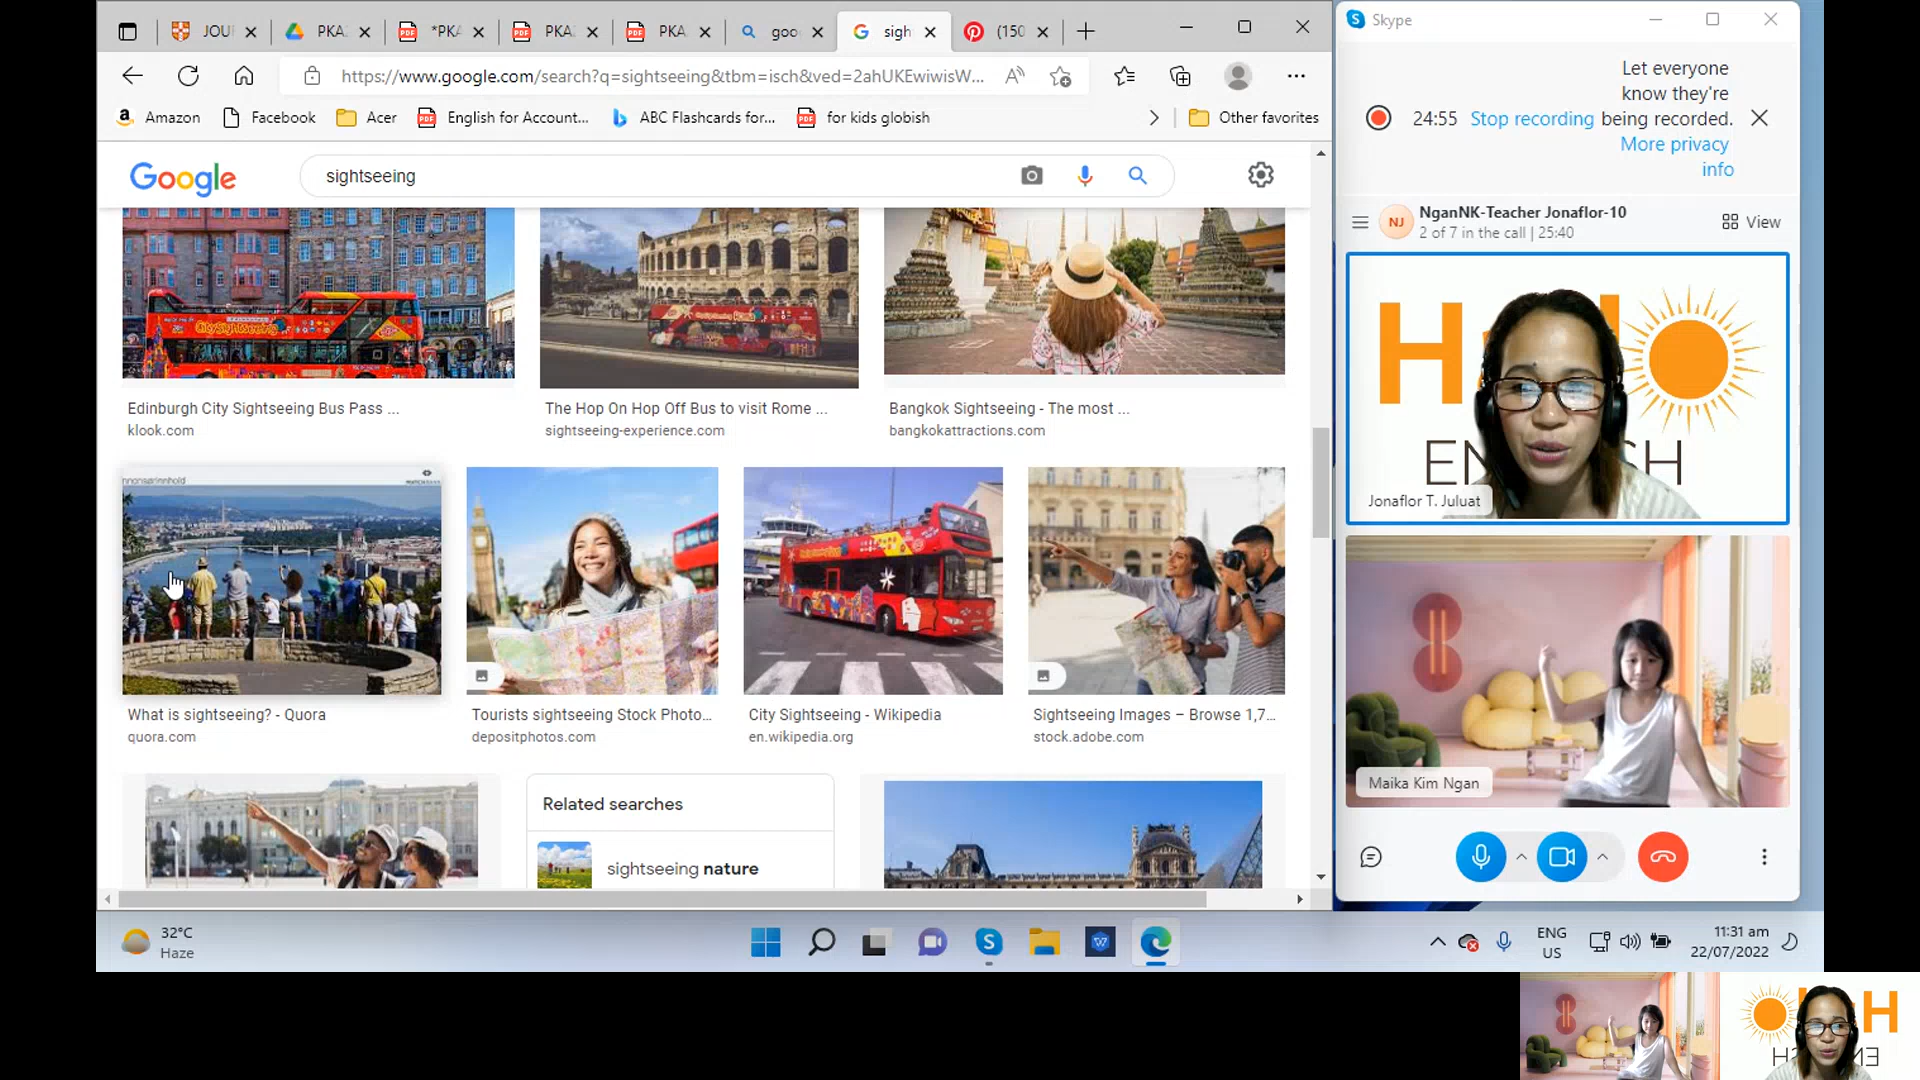 JOUI
PKA
*PKA
PKA
PKA
goo
sigh
(150
https://www.google.com/search?q=sightseeing&tbm=isch&ved=2ahUKEwiwisW...
Amazon
Facebook
Acer
English for Account...
ABC Flashcards for...
for kids globish
Other favorites
Google
sightseeing
Edinburgh City Sightseeing Bus Pass ...
klook.com
The Hop On Hop Off Bus to visit Rome ...
sightseeing-experience.com
Bangkok Sightseeing - The most ...
bangkokattractions.com
What is sightseeing? - Quora
quora.com
Tourists sightseeing Stock Photo...
depositphotos.com
City Sightseeing - Wikipedia
en.wikipedia.org
Sightseeing Images – Browse 1,7...
stock.adobe.com
Related searches
sightseeing nature
Skype
24:55
Stop recording
Let everyone
know they're
being recorded.
More privacy
info
NJ
NganNK-Teacher Jonaflor-10
2 of 7 in the call | 25:40
View
Jonaflor T. Juluat
Maika Kim Ngan
32°C
Haze
ENG
US
11:31 am
22/07/2022